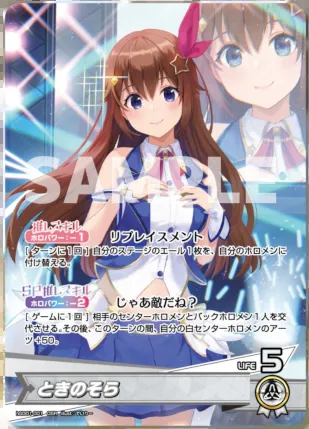 SAMPLE
推しスキル
ホロパワー：-1
リプレイスメント
[ターンに1回]自分のステージのエール1枚を、自分のホロメンに
付け替える。
SP推しスキル
ホロパワー：-2
じゃあ敵だね？
[ゲームに1回]相手のセンターホロメンとバックホロメン1人を交
代させる。その後、このターンの間、自分の白センターホロメンのアー
ツ+50。
LIFE 5
ときのそら